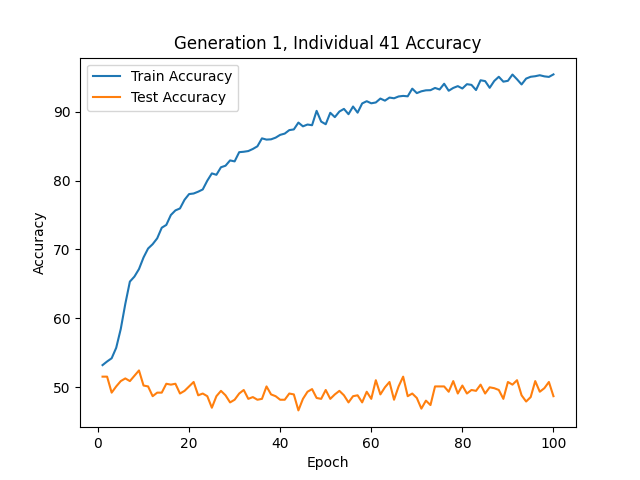 Generation 1, Individual 41 Accuracy
Train Accuracy
Test Accuracy
90
80
70
60
50
Accuracy
0 20 40 60 80 100
Epoch